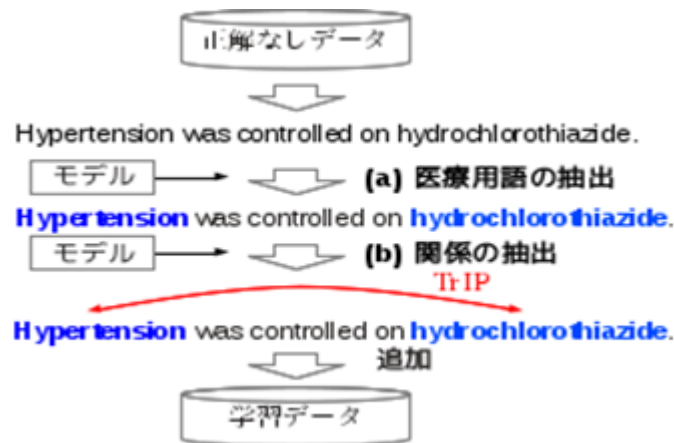 正解なしデータ
Hypertension was controlled on hydrochlorothiazide.
モデル
(a) 医療用語の抽出
Hypertension was controlled on hydrochlorothiazide.
モデル
(b) 関係の抽出
TrIP
Hypertension was controlled on hydrochlorothiazide.
追加
学習データ